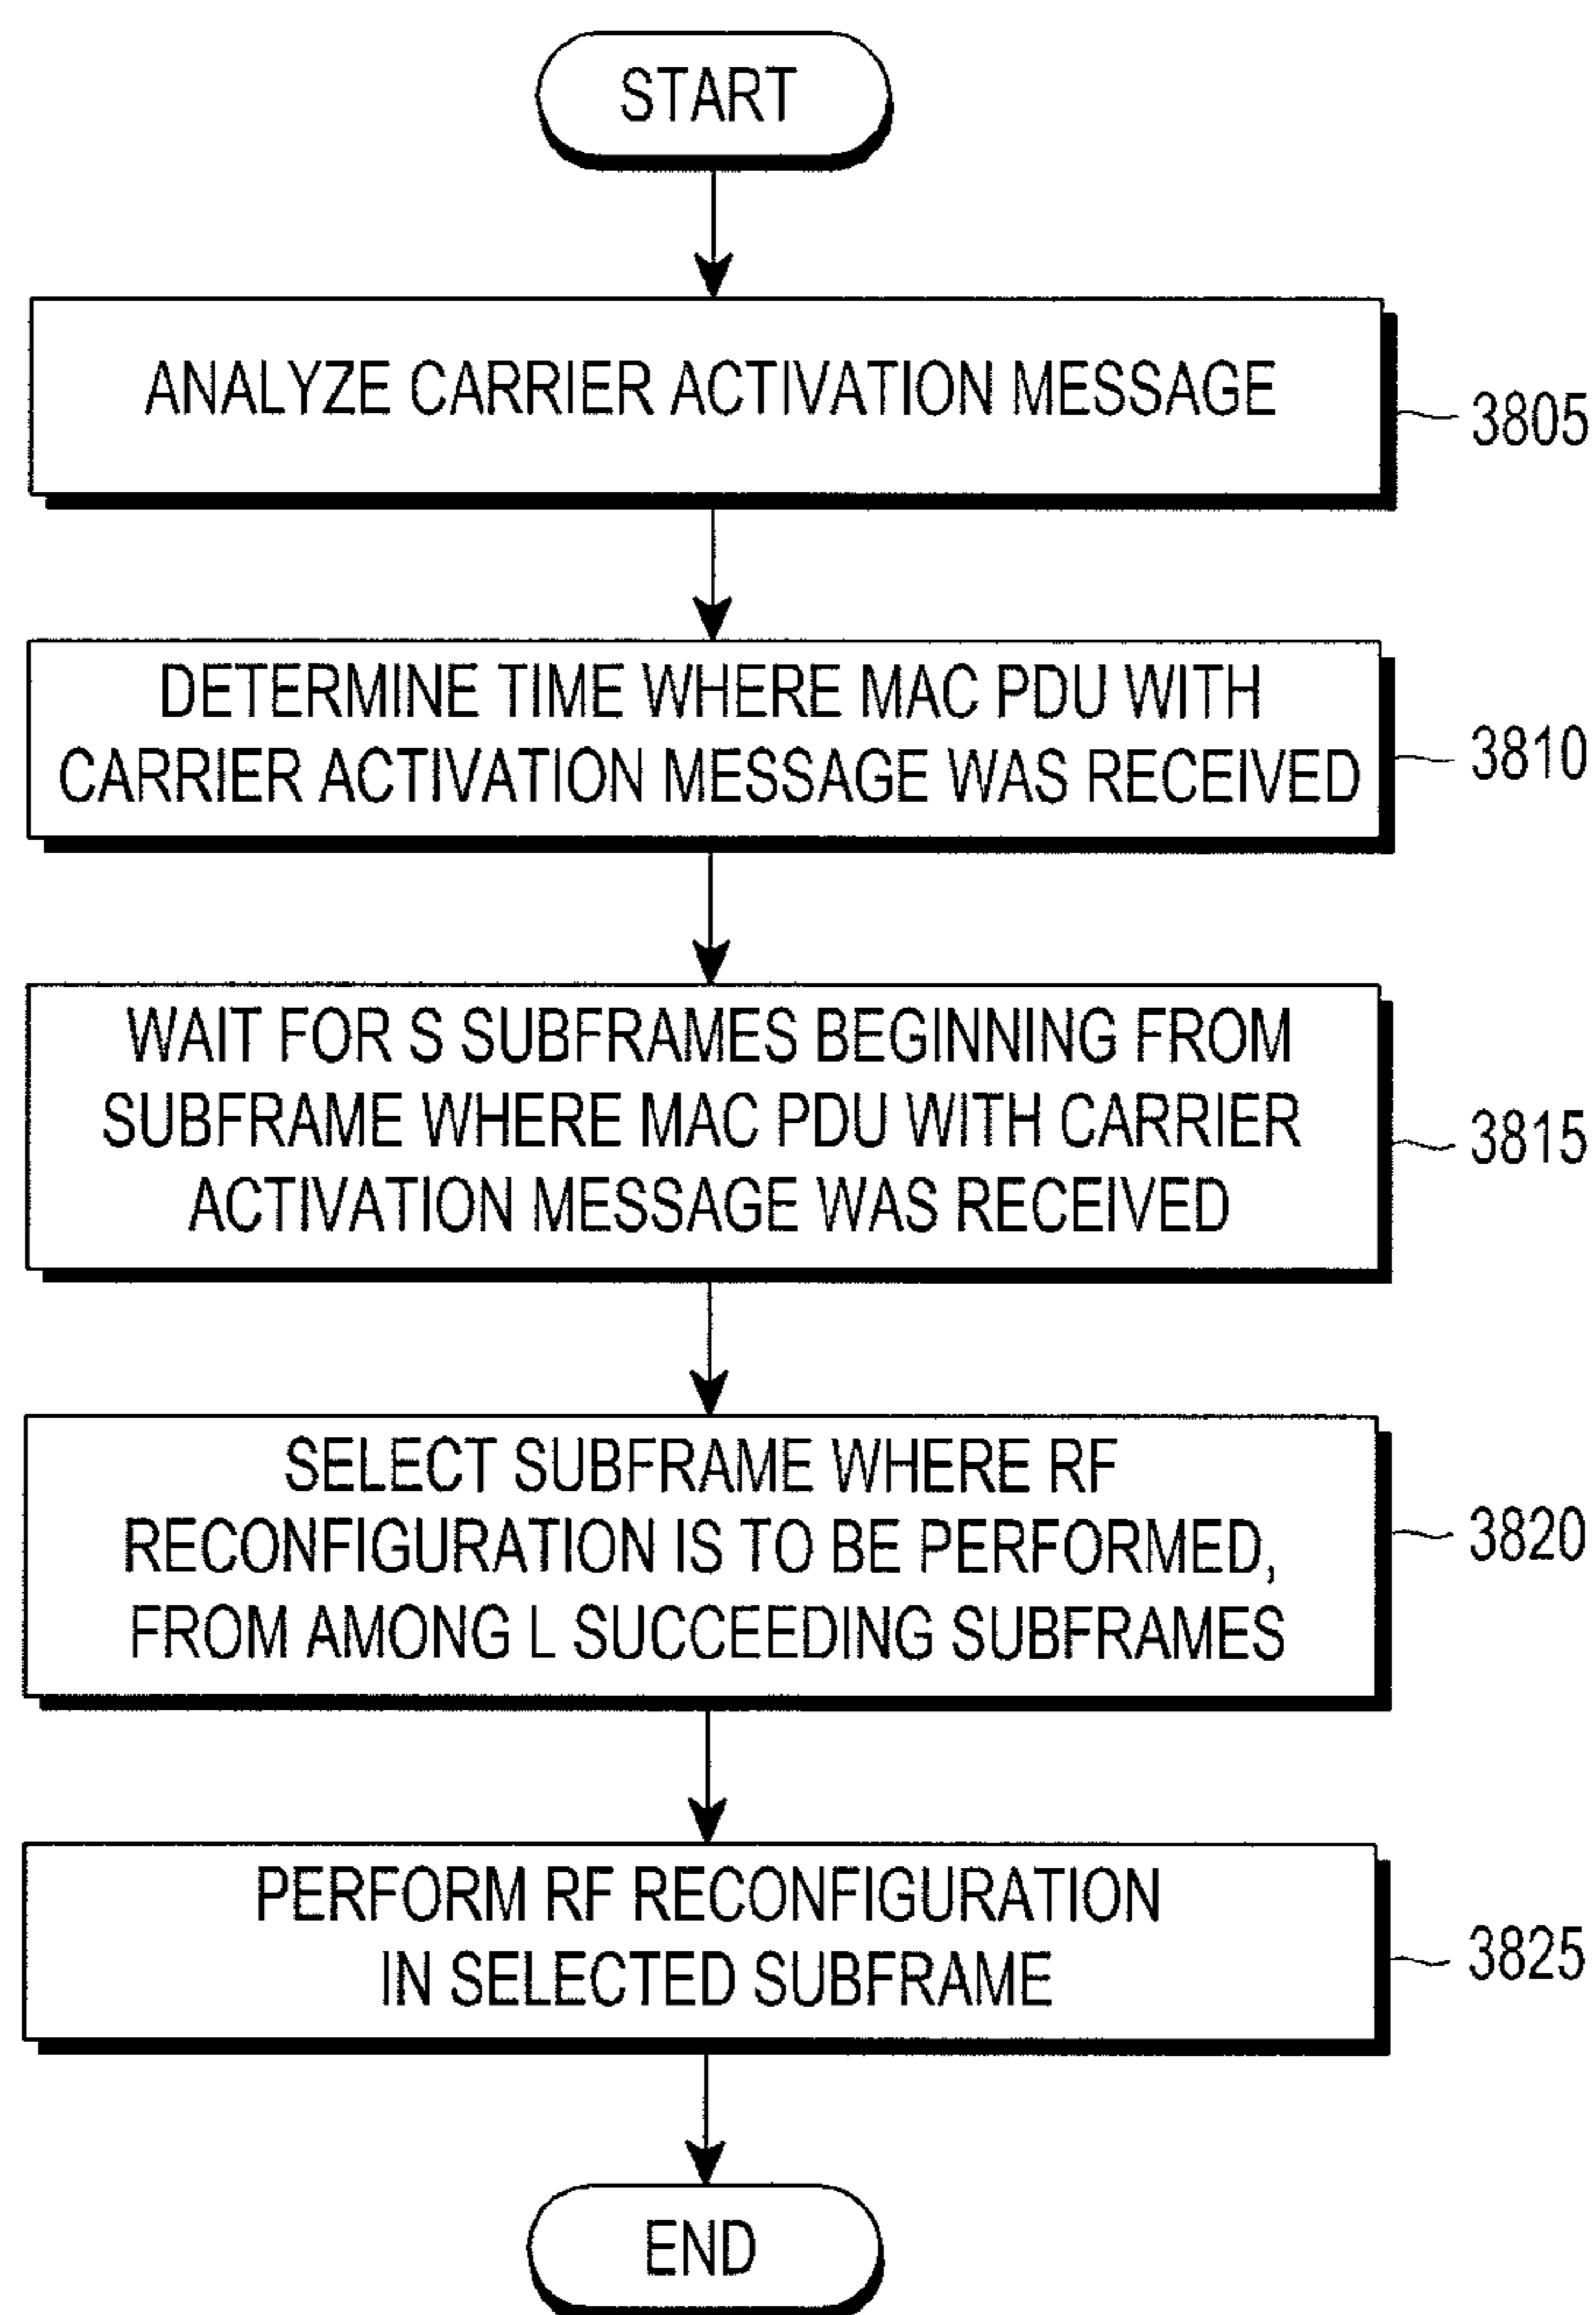 START
ANALYZE CARRIER ACTIVATION MESSAGE
3805
DETERMINE TIME WHERE MAC PDU WITH
CARRIER ACTIVATION MESSAGE WAS RECEIVED
3810
WAIT FOR S SUBFRAMES BEGINNING FROM
SUBFRAME WHERE MAC PDU WITH CARRIER
ACTIVATION MESSAGE WAS RECEIVED
3815
SELECT SUBFRAME WHERE RF
RECONFIGURATION IS TO BE PERFORMED,
FROM AMONG L SUCCEEDING SUBFRAMES
3820
PERFORM RF RECONFIGURATION
IN SELECTED SUBFRAME
3825
END